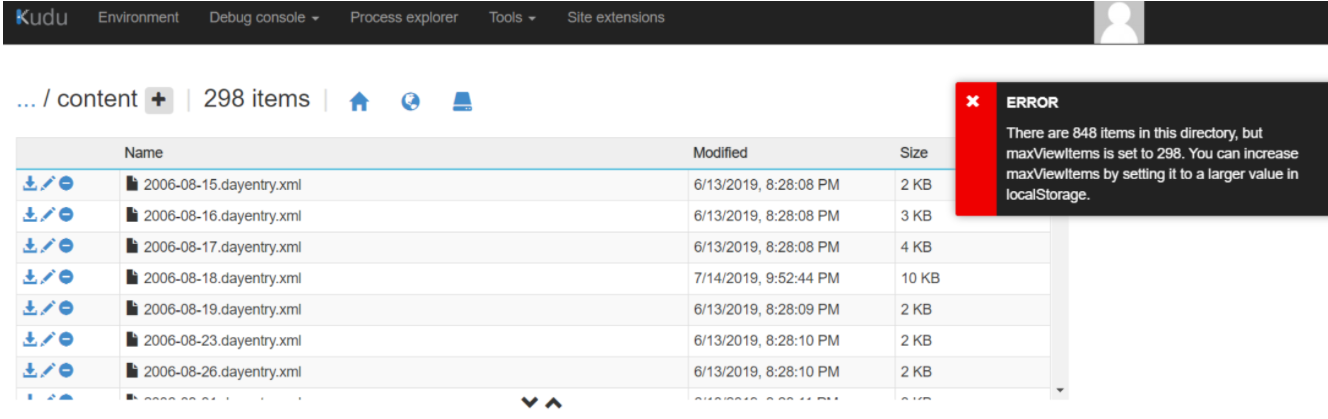 Kudu Environment Debug console Process explorer Tools Site extensions
... / content + | 298 items |
ERROR
There are 848 items in this directory, but
maxViewItems is set to 298. You can increase
maxViewItems by setting it to a larger value in
localStorage.
Name Modified Size
2006-08-15.dayentry.xml 6/13/2019, 8:28:08 PM 2 KB
2006-08-16.dayentry.xml 6/13/2019, 8:28:08 PM 3 KB
2006-08-17.dayentry.xml 6/13/2019, 8:28:08 PM 4 KB
2006-08-18.dayentry.xml 7/14/2019, 9:52:44 PM 10 KB
2006-08-19.dayentry.xml 6/13/2019, 8:28:09 PM 2 KB
2006-08-23.dayentry.xml 6/13/2019, 8:28:10 PM 2 KB
2006-08-26.dayentry.xml 6/13/2019, 8:28:10 PM 2 KB